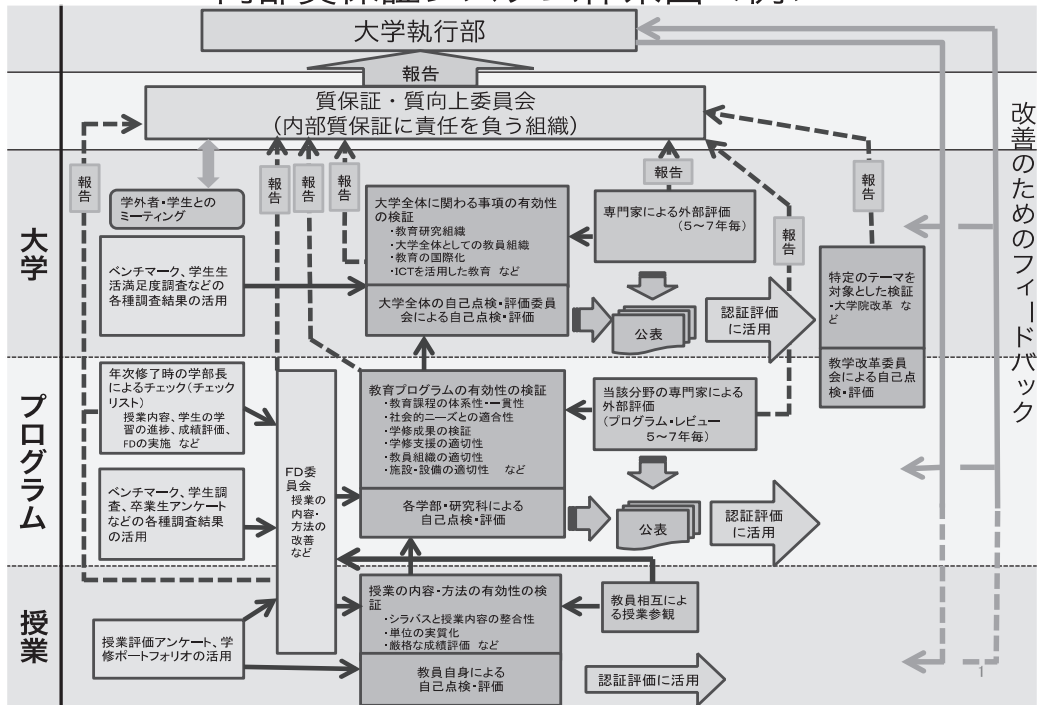 内部質保証システムの体系図(例)
大学執行部
報告
質保証・質向上委員会
(内部質保証に責任を負う組織)
改善のためのフィードバック
大学
報告
学外者・学生との
ミーティング
報告
報告
報告
報告
報告
報告
大学全体に関わる事項の有効性
の検証
・教育研究組織
・大学全体としての教員組織
・教育の国際化
・ICTを活用した教育 など
大学全体の自己点検・評価委員
会による自己点検・評価
専門家による外部評価
(5~7年毎)
ベンチマーク、学生生
活満足度調査などの
各種調査結果の活用
公表
認証評価
に活用
特定のテーマを
対象とした検証
・大学院改革 な
ど
教学改革委員
会による自己点
検・評価
プログラム
年次修了時の学部長
によるチェック(チェック
リスト)
授業内容、学生の学
習の進捗、成績評価、
FDの実施 など
ベンチマーク、学生調
査、卒業生アンケート
などの各種調査結果
の活用
FD委
員会
授業の
内容・
方法の
改善
など
教育プログラムの有効性の検証
・教育課程の体系性・一貫性
・社会的ニーズとの適合性
・学修成果の検証
・学修支援の適切性
・教員組織の適切性
・施設・設備の適切性 など
各学部・研究科による
自己点検・評価
当該分野の専門家による
外部評価
(プログラム・レビュー
5~7年毎)
公表
認証評価
に活用
授業
授業評価アンケート、学
修ポートフォリオの活用
授業の内容・方法の有効性の検
証
・シラバスと授業内容の整合性
・単位の実質化
・厳格な成績評価 など
教員自身による
自己点検・評価
教員相互によ
る授業参観
認証評価に活用
1